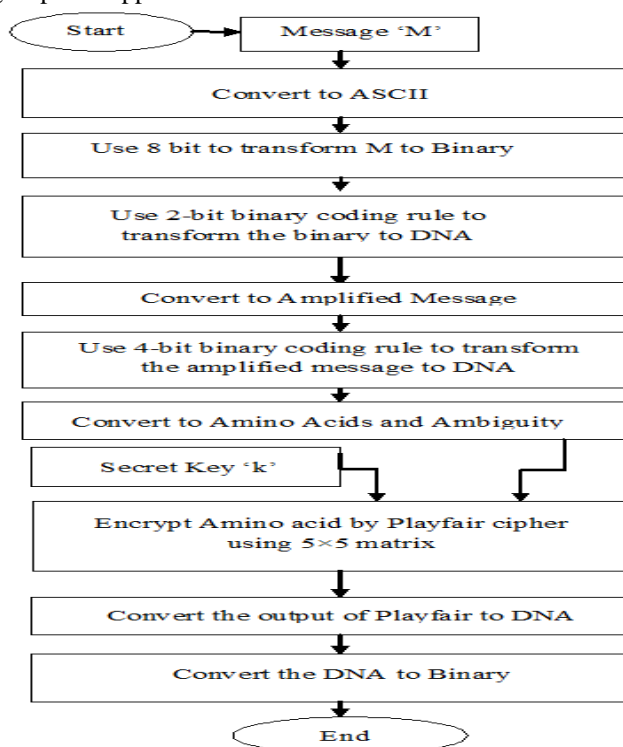 Start
Message ‘M’
Convert to ASCII
Use 8 bit to transform M to Binary
Use 2-bit binary coding rule to
transform the binary to DNA
Convert to Amplified Message
Use 4-bit binary coding rule to transform
the amplified message to DNA
Convert to Amino Acids and Ambiguity
Secret Key ‘k’
Encrypt Amino acid by Playfair cipher
using 5×5 matrix
Convert the output of Playfair to DNA
Convert the DNA to Binary
End